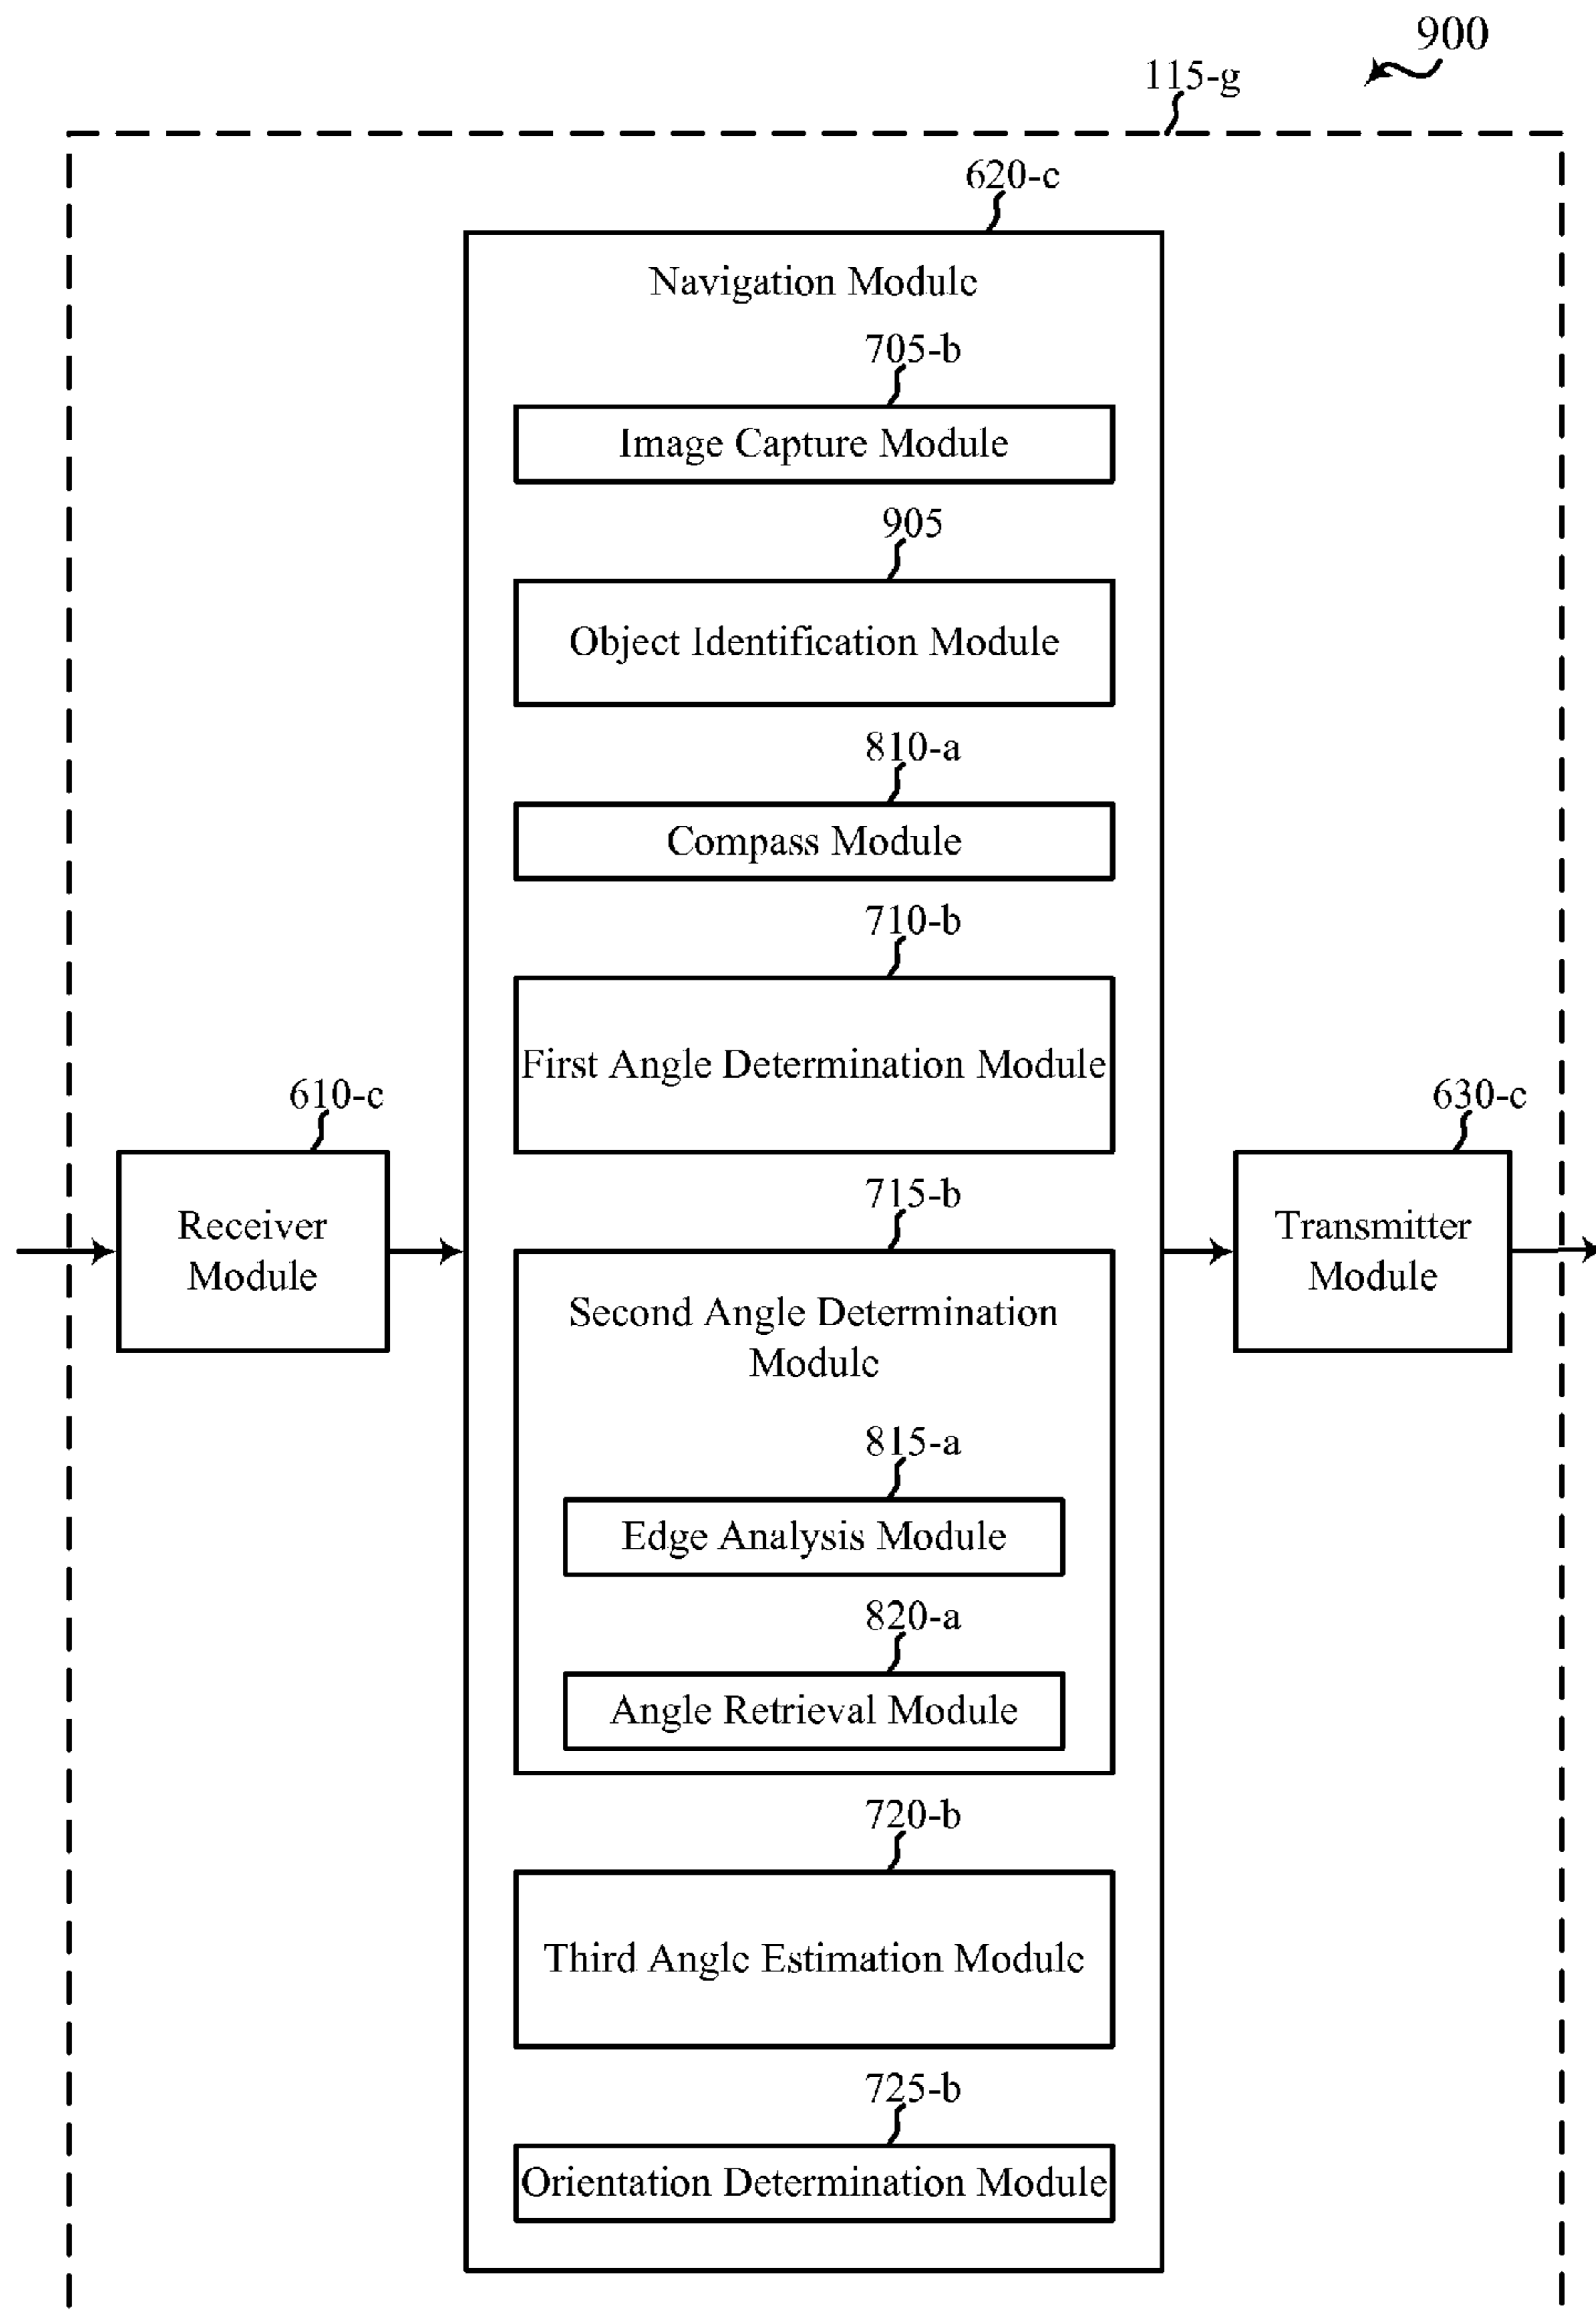 900
115-g
620-c
Navigation Module
705-b
Image Capture Module
905
Object Identification Module
810-a
Compass Module
710-b
First Angle Determination Module
610-c
Receiver
Module
630-c
Transmitter
Module
715-b
Second Angle Determination
Module
815-a
Edge Analysis Module
820-a
Angle Retrieval Module
720-b
Third Angle Estimation Module
725-b
Orientation Determination Module